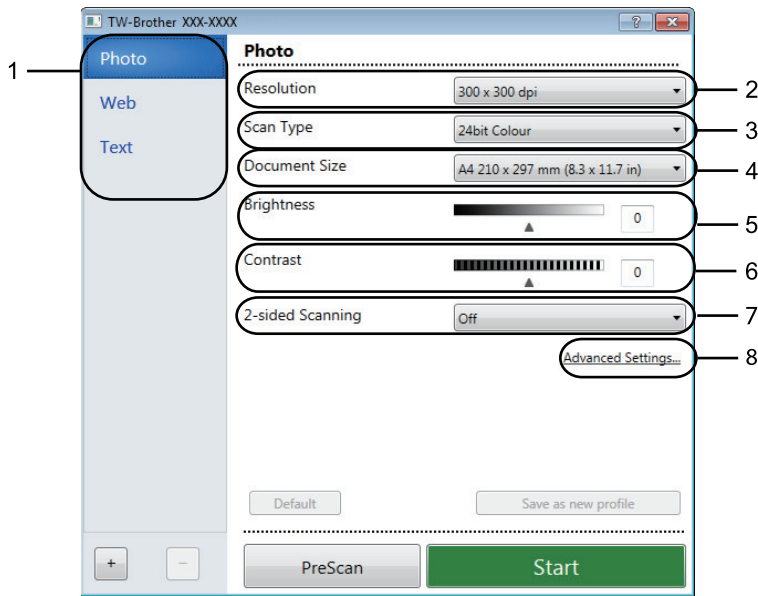 TW-Brother XXX-XXXX ? X
1
Photo
Web
Text
Photo
Resolution 300 x 300 dpi 2
Scan Type 24bit Colour 3
Document Size A4 210 x 297 mm (8.3 x 11.7 in) 4
Brightness 0 5
Contrast 0 6
2-sided Scanning Off 7
Advanced Settings... 8
Default Save as new profile
+ − PreScan Start